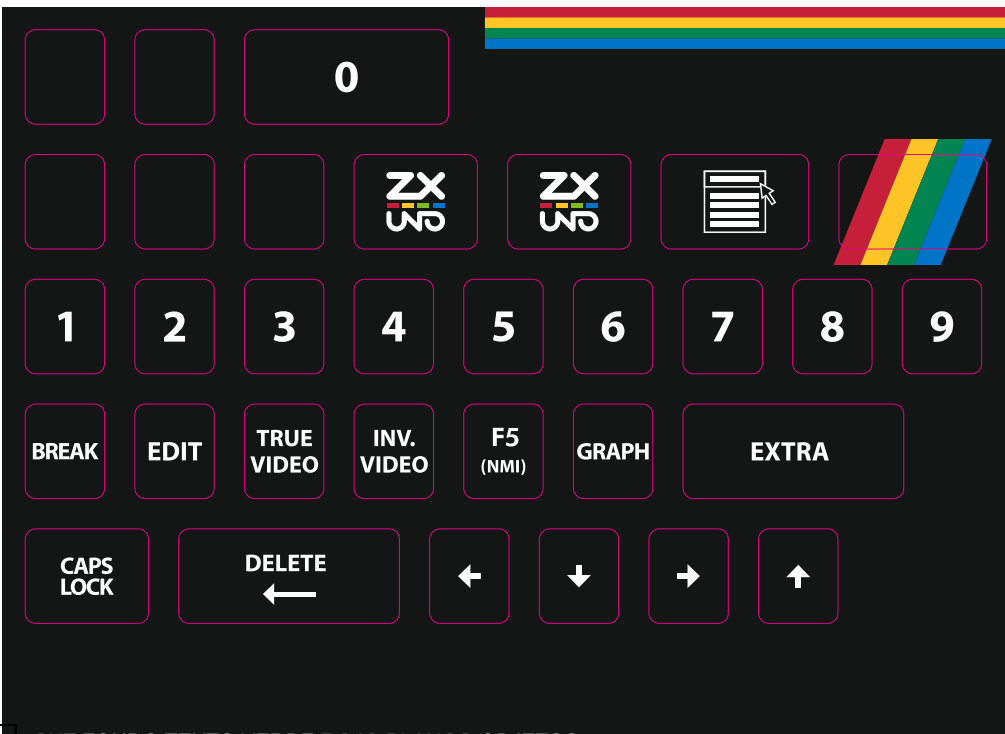 0
ZX
UNO
ZX
UNO
1 2 3 4 5 6 7 8 9
BREAK
EDIT
TRUE
VIDEO
INV.
VIDEO
F5
(NMI)
GRAPH
EXTRA
CAPS
LOCK
DELETE